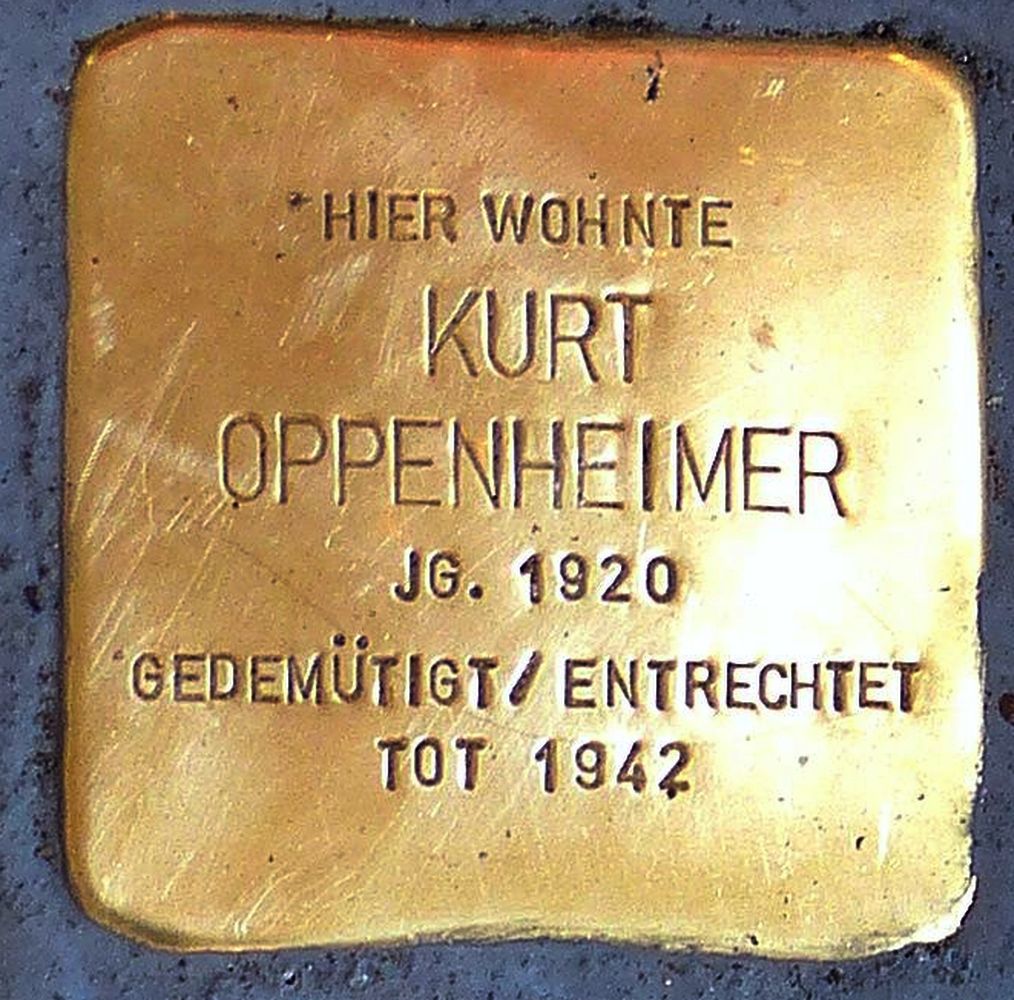 HIER WOHNTE
KURT
OPPENHEIMER
JG. 1920
GEDEMÜTIGT/ENTRECHTET
TOT 1942